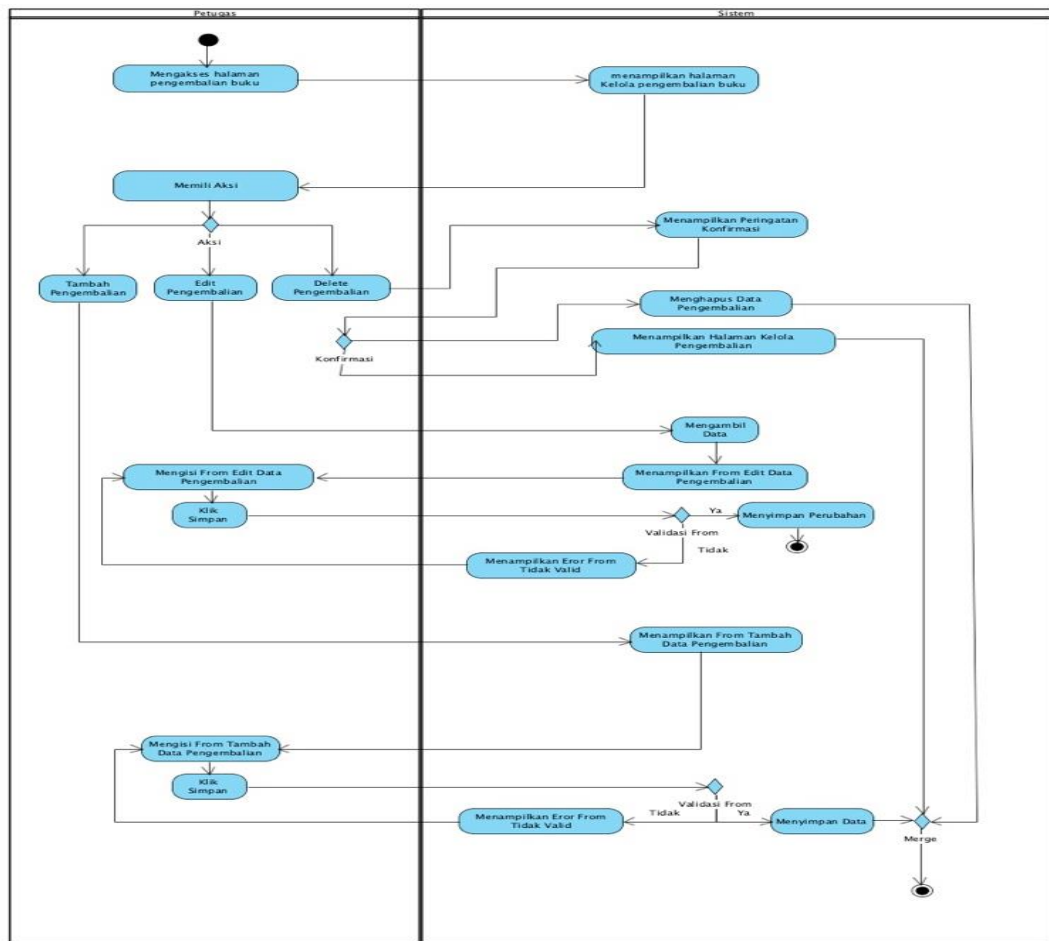 Petugas
Sistem
Mengakses halaman
pengembalian buku
menampilkan halaman
Kelola pengembalian buku
Memili Aksi
Aksi
Menampilkan Peringatan
Konfirmasi
Tambah
Pengembalian
Edit
Pengembalian
Delete
Pengembalian
Menghapus Data
Pengembalian
Konfirmasi
Menampilkan Halaman Kelola
Pengembalian
Mengambil
Data
Mengisi From Edit Data
Pengembalian
Menampilkan From Edit Data
Pengembalian
Klik
Simpan
Validasi From
Ya
Menyimpan Perubahan
Tidak
Menampilkan Eror From
Tidak Valid
Menampilkan From Tambah
Data Pengembalian
Mengisi From Tambah
Data Pengembalian
Klik
Simpan
Validasi From
Tidak
Ya
Menampilkan Eror From
Tidak Valid
Menyimpan Data
Merge